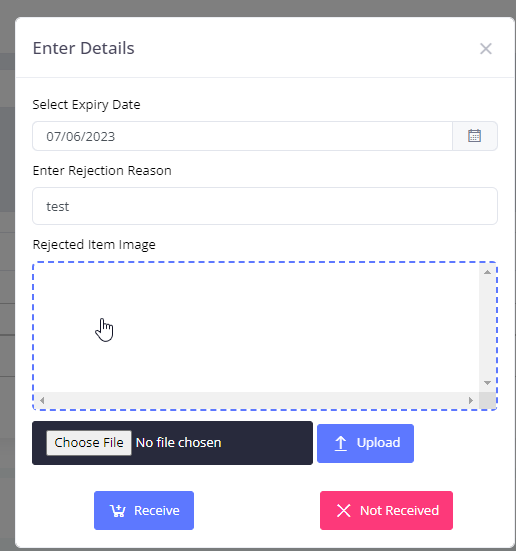 Enter Details
Select Expiry Date
07/06/2023
Enter Rejection Reason
test
Rejected Item Image
Choose File No file chosen
Upload
Receive
Not Received